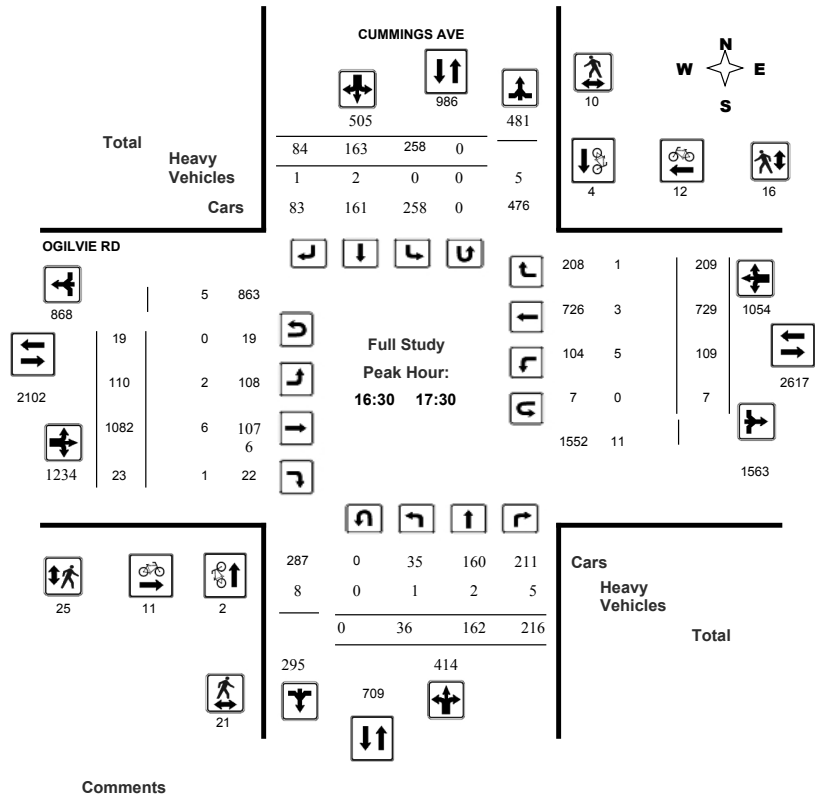 CUMMINGS AVE
N
W E
S
986
10
505 481
Total 84 163 258 0
Heavy
Vehicles 1 2 0 0 5
4 12 16
Cars 83 161 258 0 476
OGILVIE RD
5 863 208 1 209
868 1054
19 0 19 726 3 729
Full Study
2102 2617
110 2 108 Peak Hour: 104 5 109
16:30 17:30 7 0 7
1082 6 107
6
1552 11
1234 23 1 22 1563
287 0 35 160 211 Cars
8 0 1 2 5 Heavy
Vehicles
25 11 2
0 36 162 216 Total
295 414
709
21
Comments